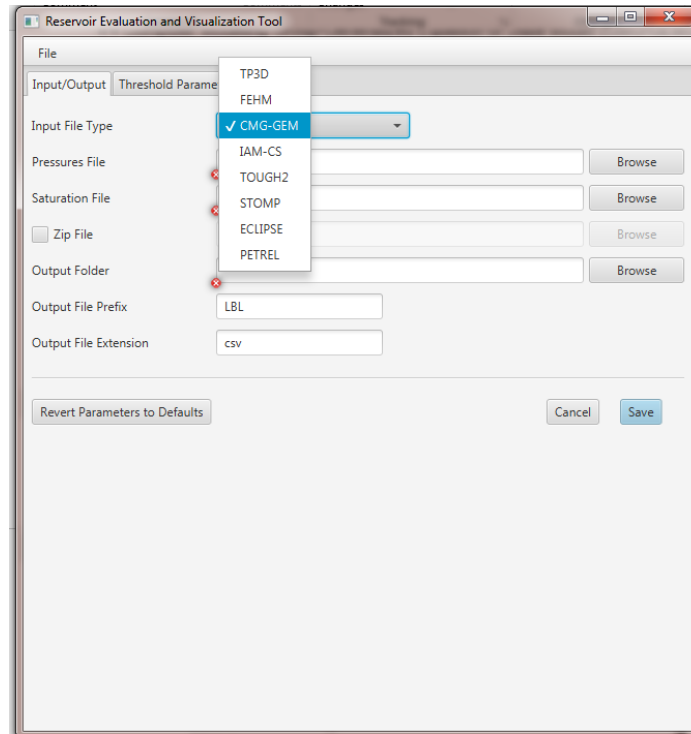 Reservoir Evaluation and Visualization Tool
File
Input/Output Threshold Parame
Input File Type
TP3D
FEHM
✓ CMG-GEM
IAM-CS
TOUGH2
STOMP
ECLIPSE
PETREL
Pressures File Browse
Saturation File Browse
Zip File Browse
Output Folder Browse
Output File Prefix LBL
Output File Extension csv
Revert Parameters to Defaults Cancel Save